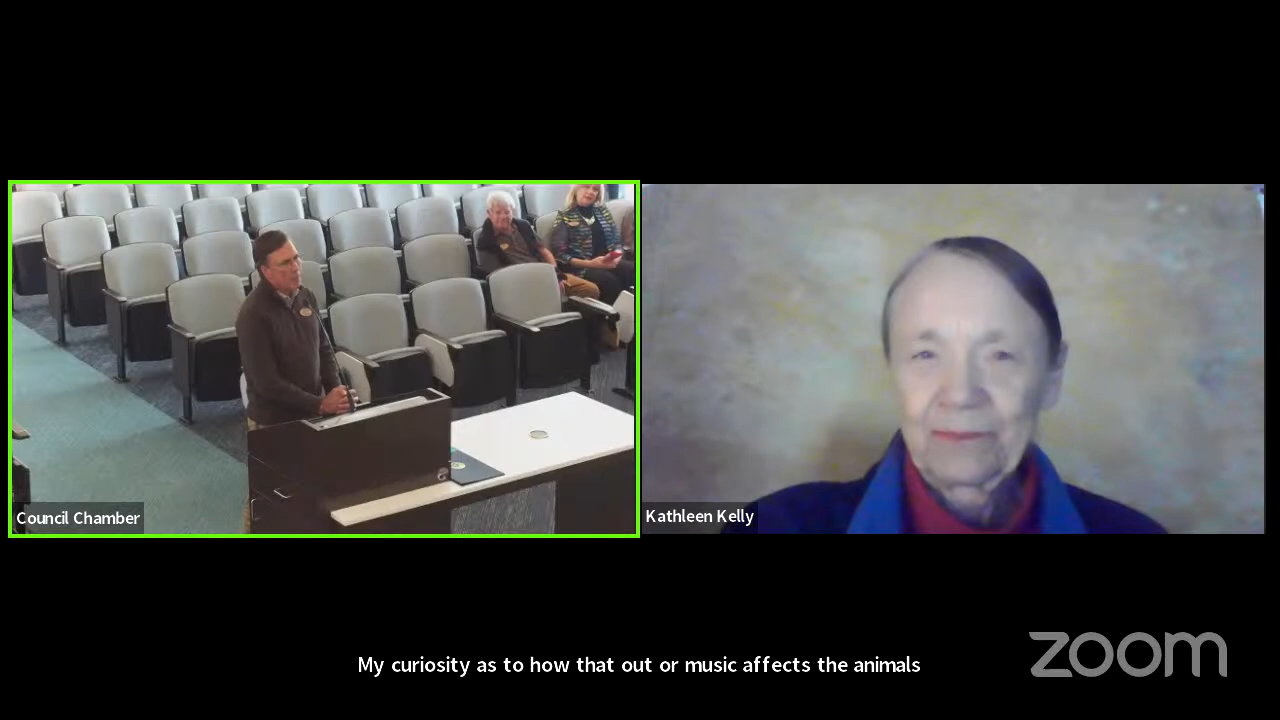 Council Chamber
Kathleen Kelly
My curiosity as to how that out or music affects the animals
zoom